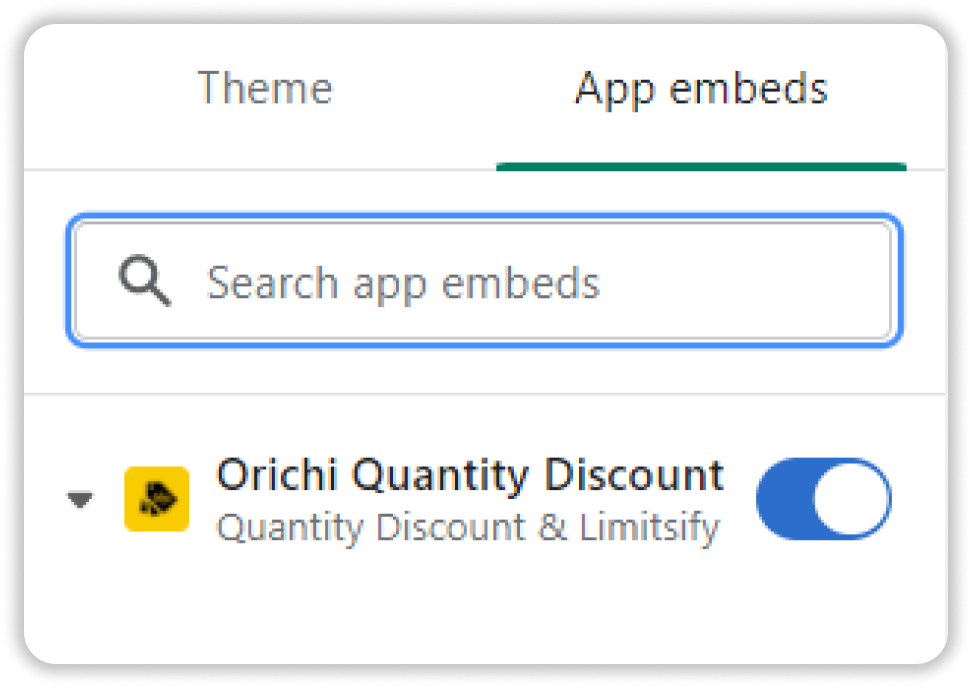 Theme
App embeds
Search app embeds
Orichi Quantity Discount
Quantity Discount & Limitsify